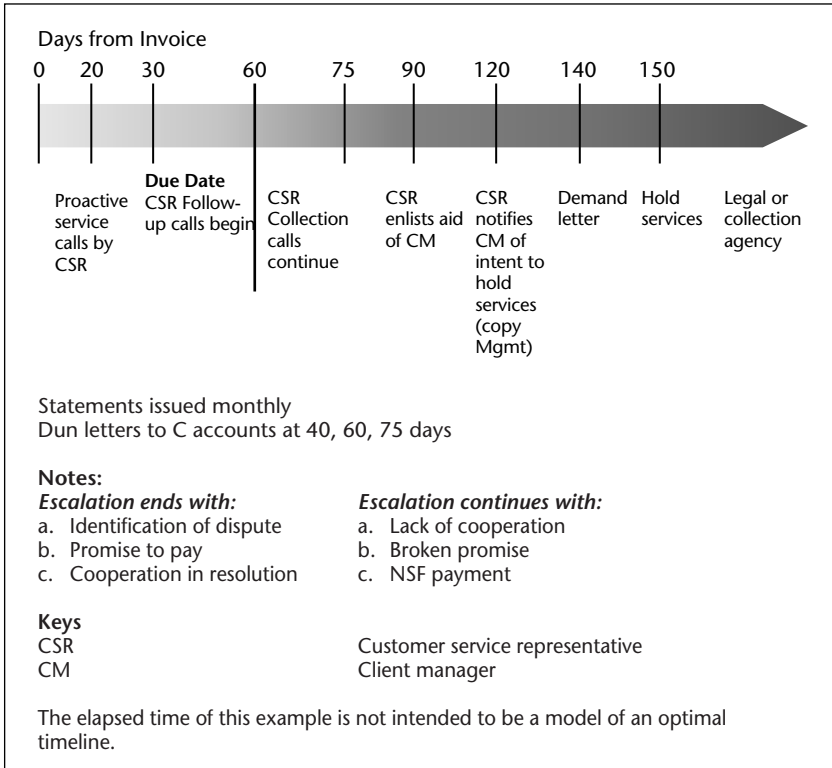 Days from Invoice
0 20 30 60 75 90 120 140 150
Proactive
service
calls by
CSR
Due Date
CSR Follow-
up calls begin
CSR
Collection
calls
continue
CSR
enlists aid
of CM
CSR
notifies
CM of
intent to
hold
services
(copy
Mgmt)
Demand
letter
Hold
services
Legal or
collection
agency
Statements issued monthly
Dun letters to C accounts at 40, 60, 75 days
Notes:
Escalation ends with:
a. Identification of dispute
b. Promise to pay
c. Cooperation in resolution
Escalation continues with:
a. Lack of cooperation
b. Broken promise
c. NSF payment
Keys
CSR Customer service representative
CM Client manager
The elapsed time of this example is not intended to be a model of an optimal
timeline.